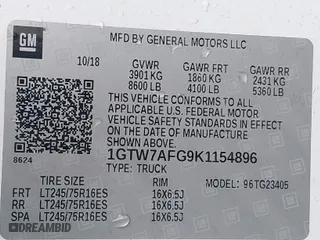 GM
MFD BY GENERAL MOTORS LLC
10/18 GVWR GAWR FRT GAWR RR
3901 KG 1860 KG 2431 KG
8600 LB 4100 LB 5360 LB
THIS VEHICLE CONFORMS TO ALL
APPLICABLE U.S. FEDERAL MOTOR
VEHICLE SAFETY STANDARDS IN
EFFECT ON THE DATE OF
MANUFACTURE SHOWN ABOVE.
1GTW7AFG9K1154896
8624 TYPE: TRUCK
TIRE SIZE RIM MODEL: 96TG23405
FRT LT245/75R16ES 16X6.5J
RR LT245/75R16ES 16X6.5J
SPA LT245/75R16ES 16X6.5J
DREAMBID